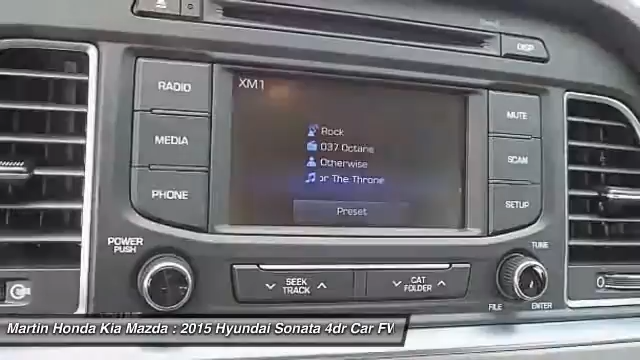 DISP
RADIO
MEDIA
PHONE
XM1
Rock
037 Octane
Otherwise
or The Throne
Preset
MUTE
SCAN
SETUP
POWER
PUSH
SEEK
TRACK
CAT
FOLDER
TUNE
FILE
ENTER
Martin Honda Kia Mazda : 2015 Hyundai Sonata 4dr Car FV